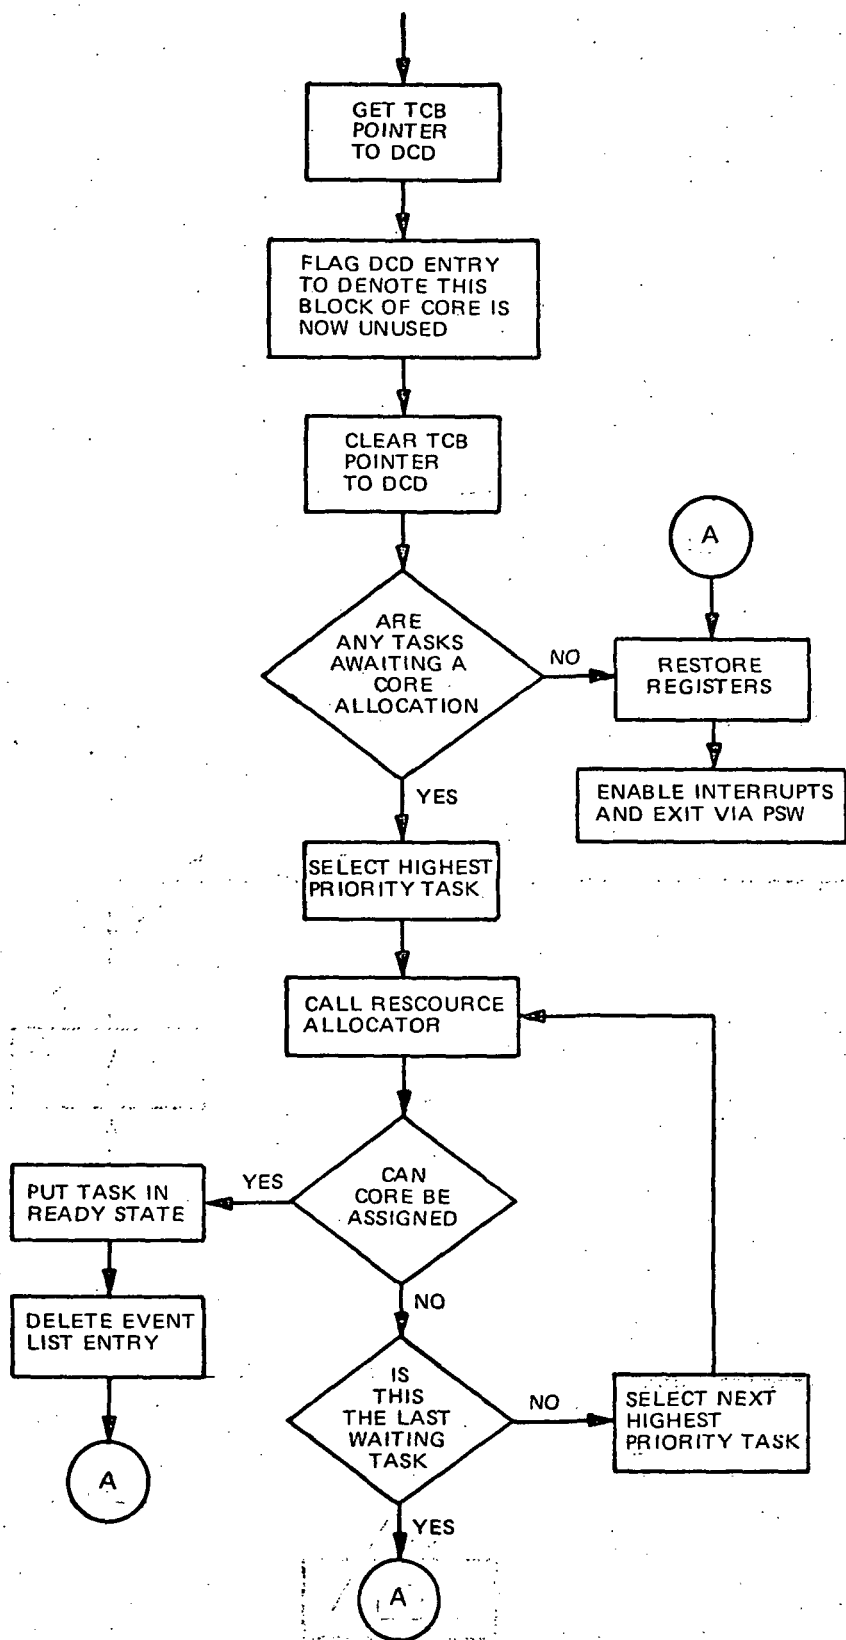 GET TCB
POINTER
TO DCD
FLAG DCD ENTRY
TO DENOTE THIS
BLOCK OF CORE IS
NOW UNUSED
CLEAR TCB
POINTER
TO DCD
A
ARE
ANY TASKS
AWAITING A
CORE
ALLOCATION
NO
RESTORE
REGISTERS
YES
ENABLE INTERRUPTS
AND EXIT VIA PSW
SELECT HIGHEST
PRIORITY TASK
CALL RESCOURCE
ALLOCATOR
CAN
CORE BE
ASSIGNED
YES
PUT TASK IN
READY STATE
NO
DELETE EVENT
LIST ENTRY
IS
THIS
THE LAST
WAITING
TASK
NO
SELECT NEXT
HIGHEST
PRIORITY TASK
A
YES
A